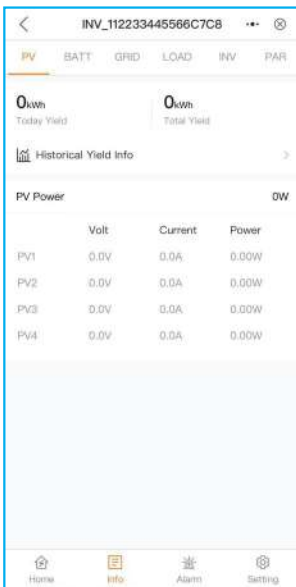 INV_112233445566C7C8
PV BATT GRID LOAD INV PAR
0kWh 0kWh
Today Yield Total Yield
Historical Yield Info
PV Power 0W
Volt Current Power
PV1 0.0V 0.0A 0.00W
PV2 0.0V 0.0A 0.00W
PV3 0.0V 0.0A 0.00W
PV4 0.0V 0.0A 0.00W
Home Info Alarm Setting